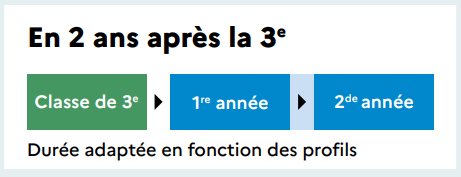 En 2 ans après la 3ᵉ
Classe de 3ᵉ 1ʳᵉ année 2ᵈᵉ année
Durée adaptée en fonction des profils